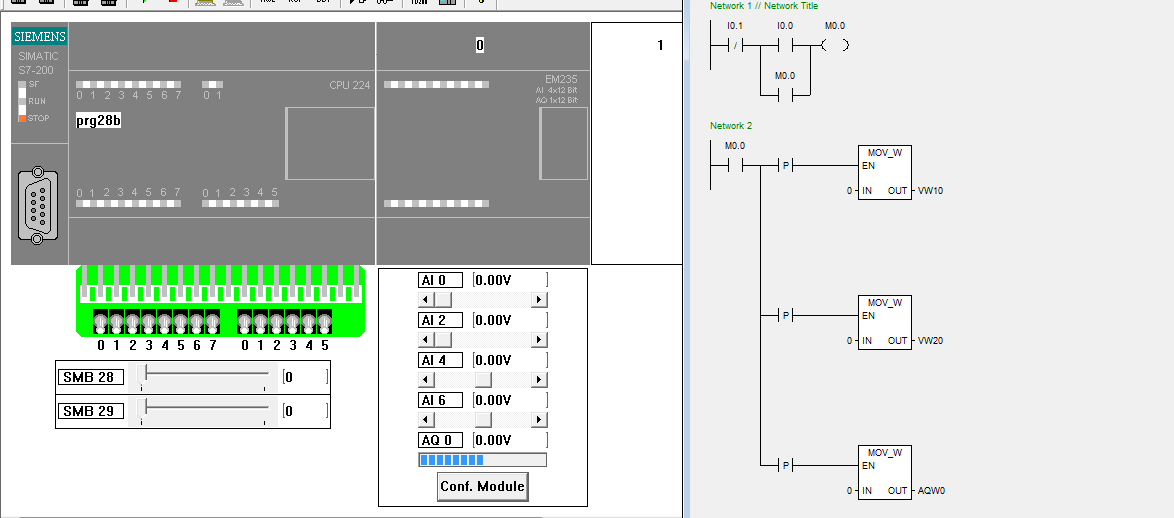 SIEMENS
SIMATIC
S7-200
SF
RUN
STOP
0 1 2 3 4 5 6 7 0 1
CPU 224
prg28b
0 1 2 3 4 5 6 7 0 1 2 3 4 5
0
EM235
AI 4x12 Bit
AQ 1x12 Bit
1
0 1 2 3 4 5 6 7 0 1 2 3 4 5
SMB 28 [0 ]
SMB 29 [0 ]
AI 0 [0.00V ]
AI 2 [0.00V ]
AI 4 [0.00V ]
AI 6 [0.00V ]
AQ 0 [0.00V ]
Conf. Module
Network 1 // Network Title
I0.1 I0.0 M0.0
/
M0.0
Network 2
M0.0
P
MOV_W
EN
0 IN OUT VW10
P
MOV_W
EN
0 IN OUT VW20
P
MOV_W
EN
0 IN OUT AQW0